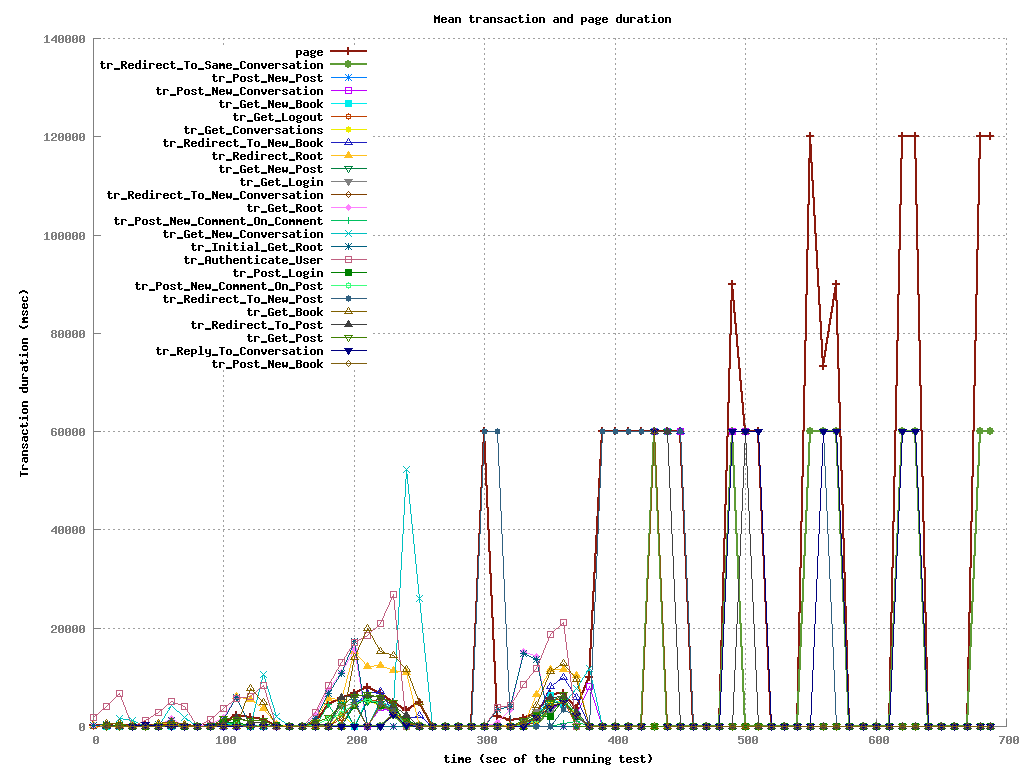 Mean transaction and page duration
140000
120000
100000
80000
60000
40000
20000
0
Transaction duration (msec)
page
tr_Redirect_To_Same_Conversation
tr_Post_New_Post
tr_Post_New_Conversation
tr_Get_New_Book
tr_Get_Logout
tr_Get_Conversations
tr_Redirect_To_New_Book
tr_Redirect_Root
tr_Get_New_Post
tr_Get_Login
tr_Redirect_To_New_Conversation
tr_Get_Root
tr_Post_New_Comment_On_Comment
tr_Get_New_Conversation
tr_Initial_Get_Root
tr_Authenticate_User
tr_Post_Login
tr_Post_New_Comment_On_Post
tr_Redirect_To_New_Post
tr_Get_Book
tr_Redirect_To_Post
tr_Get_Post
tr_Reply_To_Conversation
tr_Post_New_Book
0 100 200 300 400 500 600 700
time (sec of the running test)